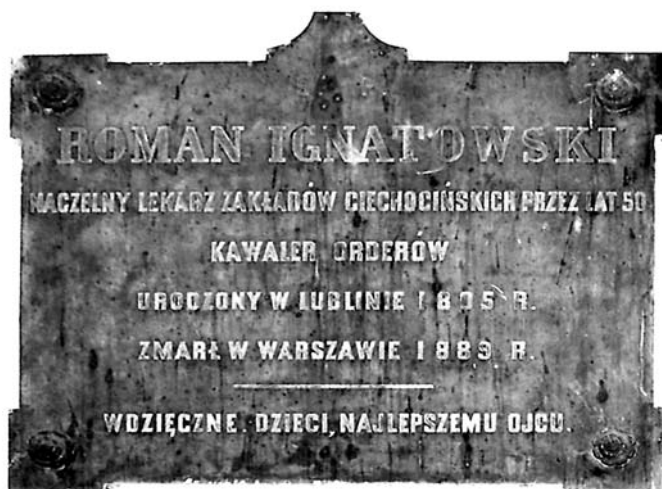 ROMAN IGNATOWSKI
NACZELNY LEKARZ ZAKŁADÓW CIECHOCIŃSKICH PRZEZ LAT 50
KAWALER ORDERÓW
URODZONY W LUBLINIE 1805 R.
ZMARŁ W WARSZAWIE 1889 R.
WDZIĘCZNE. DZIECI, NAJLEPSZEMU OJCU.